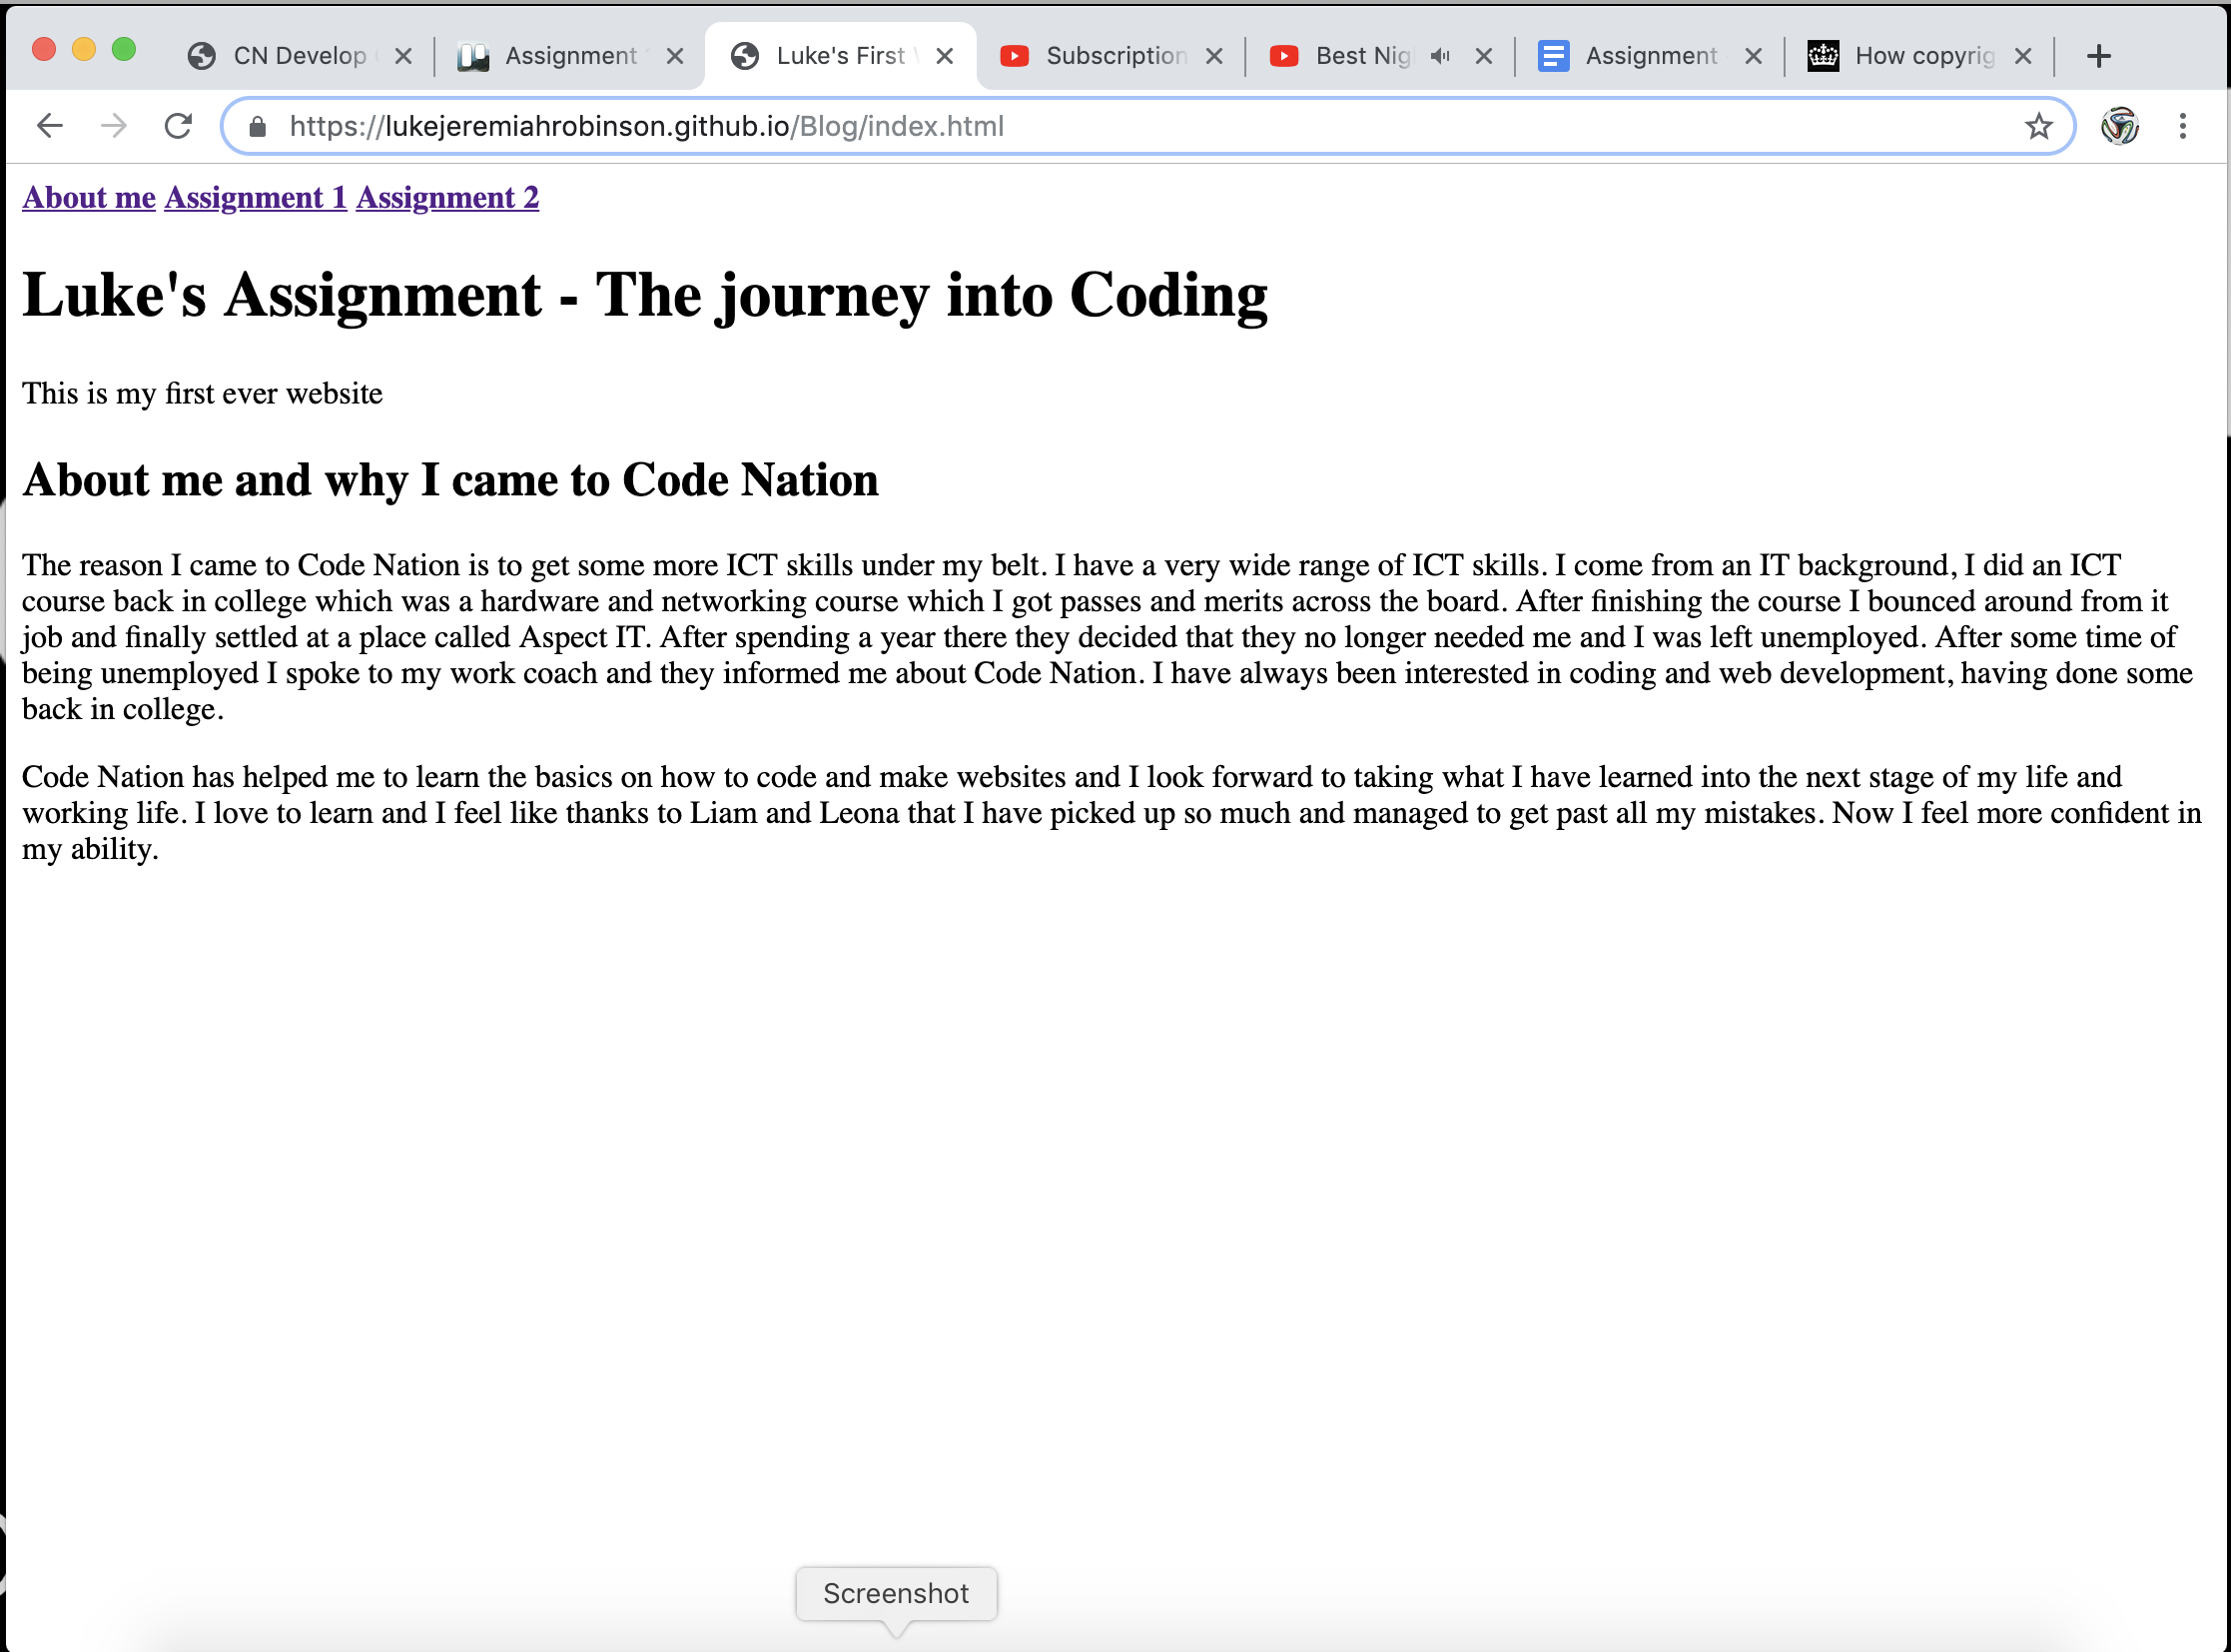 CN Develop
Assignment
Luke's First
Subscription
Best Nig
Assignment
How copyrig
https://lukejeremiahrobinson.github.io/Blog/index.html
About me Assignment 1 Assignment 2
Luke's Assignment - The journey into Coding
This is my first ever website
About me and why I came to Code Nation
The reason I came to Code Nation is to get some more ICT skills under my belt. I have a very wide range of ICT skills. I come from an IT background, I did an ICT
course back in college which was a hardware and networking course which I got passes and merits across the board. After finishing the course I bounced around from it
job and finally settled at a place called Aspect IT. After spending a year there they decided that they no longer needed me and I was left unemployed. After some time of
being unemployed I spoke to my work coach and they informed me about Code Nation. I have always been interested in coding and web development, having done some
back in college.
Code Nation has helped me to learn the basics on how to code and make websites and I look forward to taking what I have learned into the next stage of my life and
working life. I love to learn and I feel like thanks to Liam and Leona that I have picked up so much and managed to get past all my mistakes. Now I feel more confident in
my ability.
Screenshot